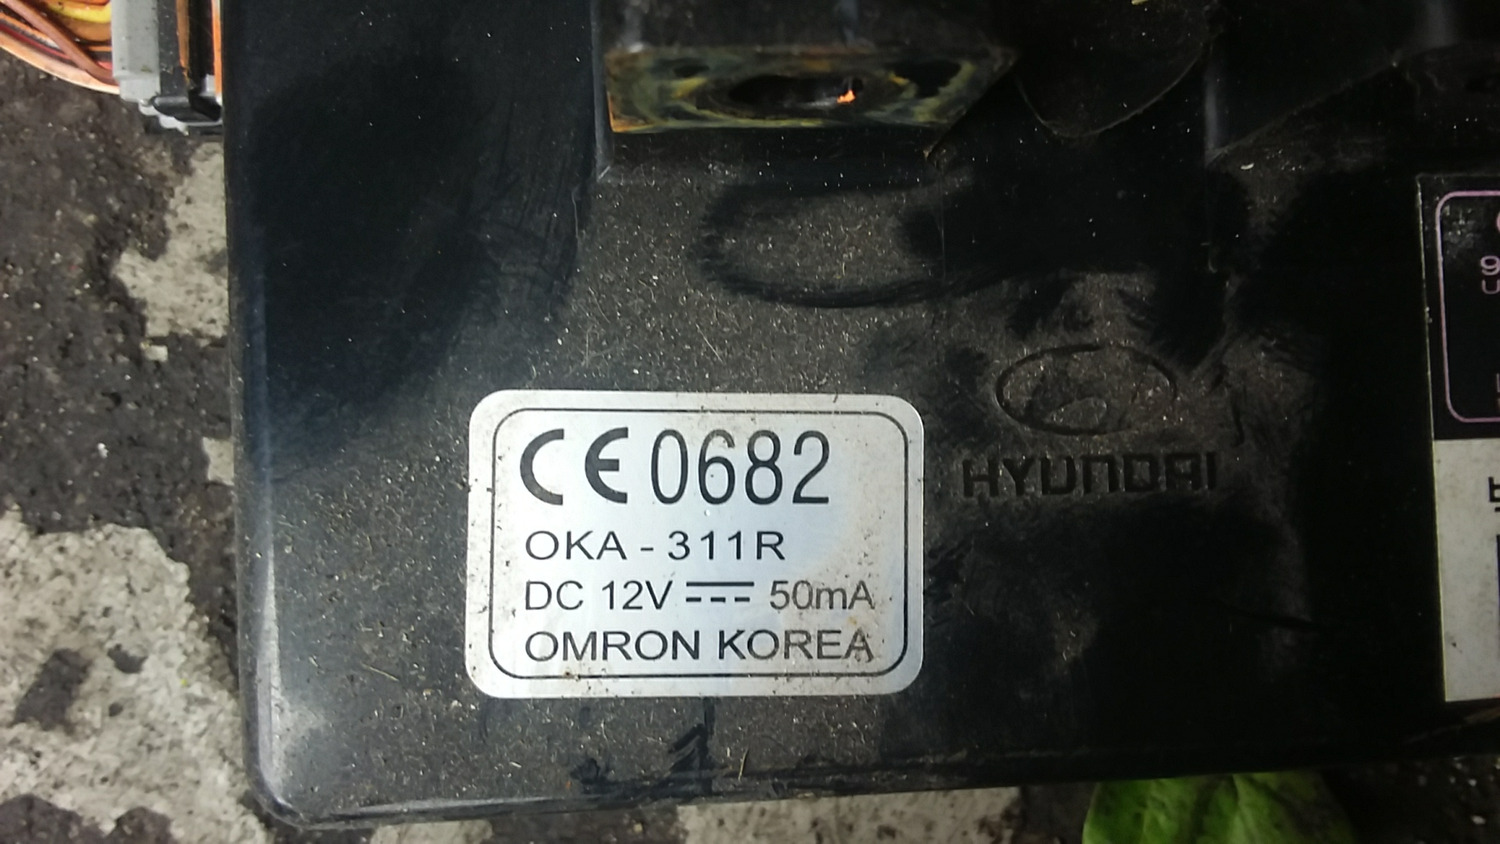 CE 0682
OKA - 311R
DC 12V 50mA
OMRON KOREA
HYUNDAI